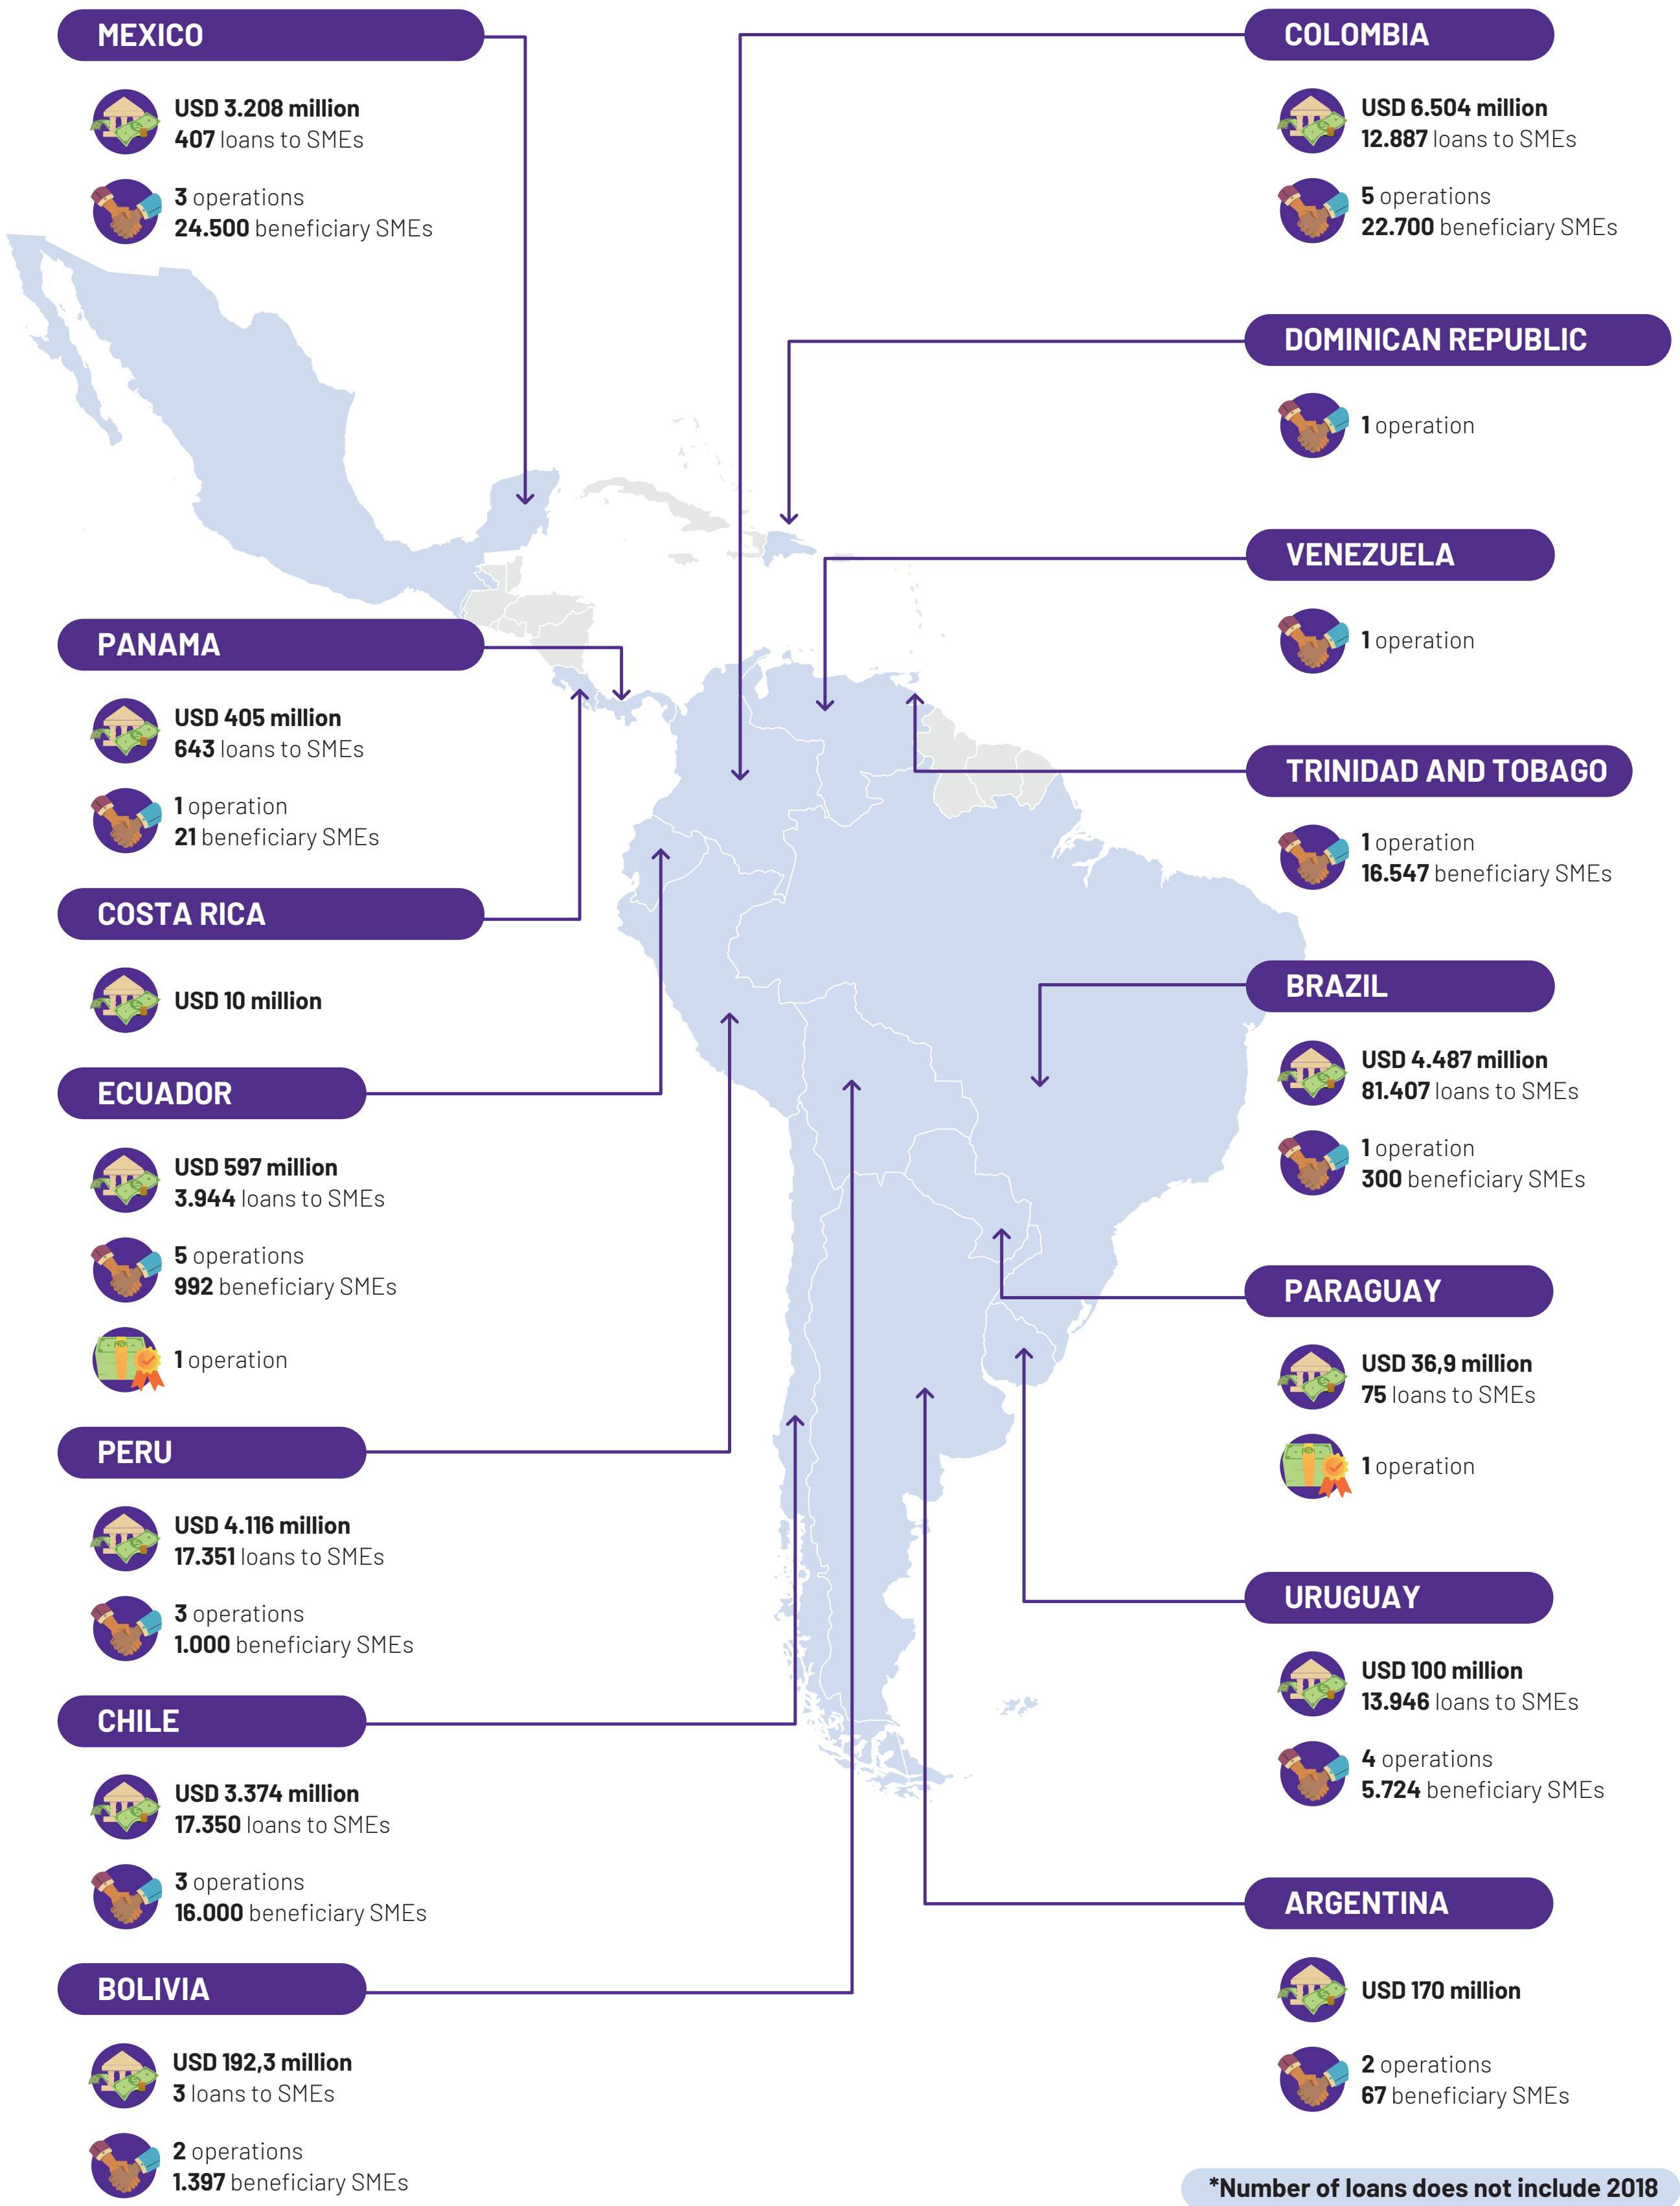 MEXICO
USD 3.208 million
407 loans to SMEs
3 operations
24.500 beneficiary SMEs
PANAMA
USD 405 million
643 loans to SMEs
1 operation
21 beneficiary SMEs
COSTA RICA
USD 10 million
ECUADOR
USD 597 million
3.944 loans to SMEs
5 operations
992 beneficiary SMEs
1 operation
PERU
USD 4.116 million
17.351 loans to SMEs
3 operations
1.000 beneficiary SMEs
CHILE
USD 3.374 million
17.350 loans to SMEs
3 operations
16.000 beneficiary SMEs
BOLIVIA
USD 192,3 million
3 loans to SMEs
2 operations
1.397 beneficiary SMEs
COLOMBIA
USD 6.504 million
12.887 loans to SMEs
5 operations
22.700 beneficiary SMEs
DOMINICAN REPUBLIC
1 operation
VENEZUELA
1 operation
TRINIDAD AND TOBAGO
1 operation
16.547 beneficiary SMEs
BRAZIL
USD 4.487 million
81.407 loans to SMEs
1 operation
300 beneficiary SMEs
PARAGUAY
USD 36,9 million
75 loans to SMEs
1 operation
URUGUAY
USD 100 million
13.946 loans to SMEs
4 operations
5.724 beneficiary SMEs
ARGENTINA
USD 170 million
2 operations
67 beneficiary SMEs
*Number of loans does not include 2018